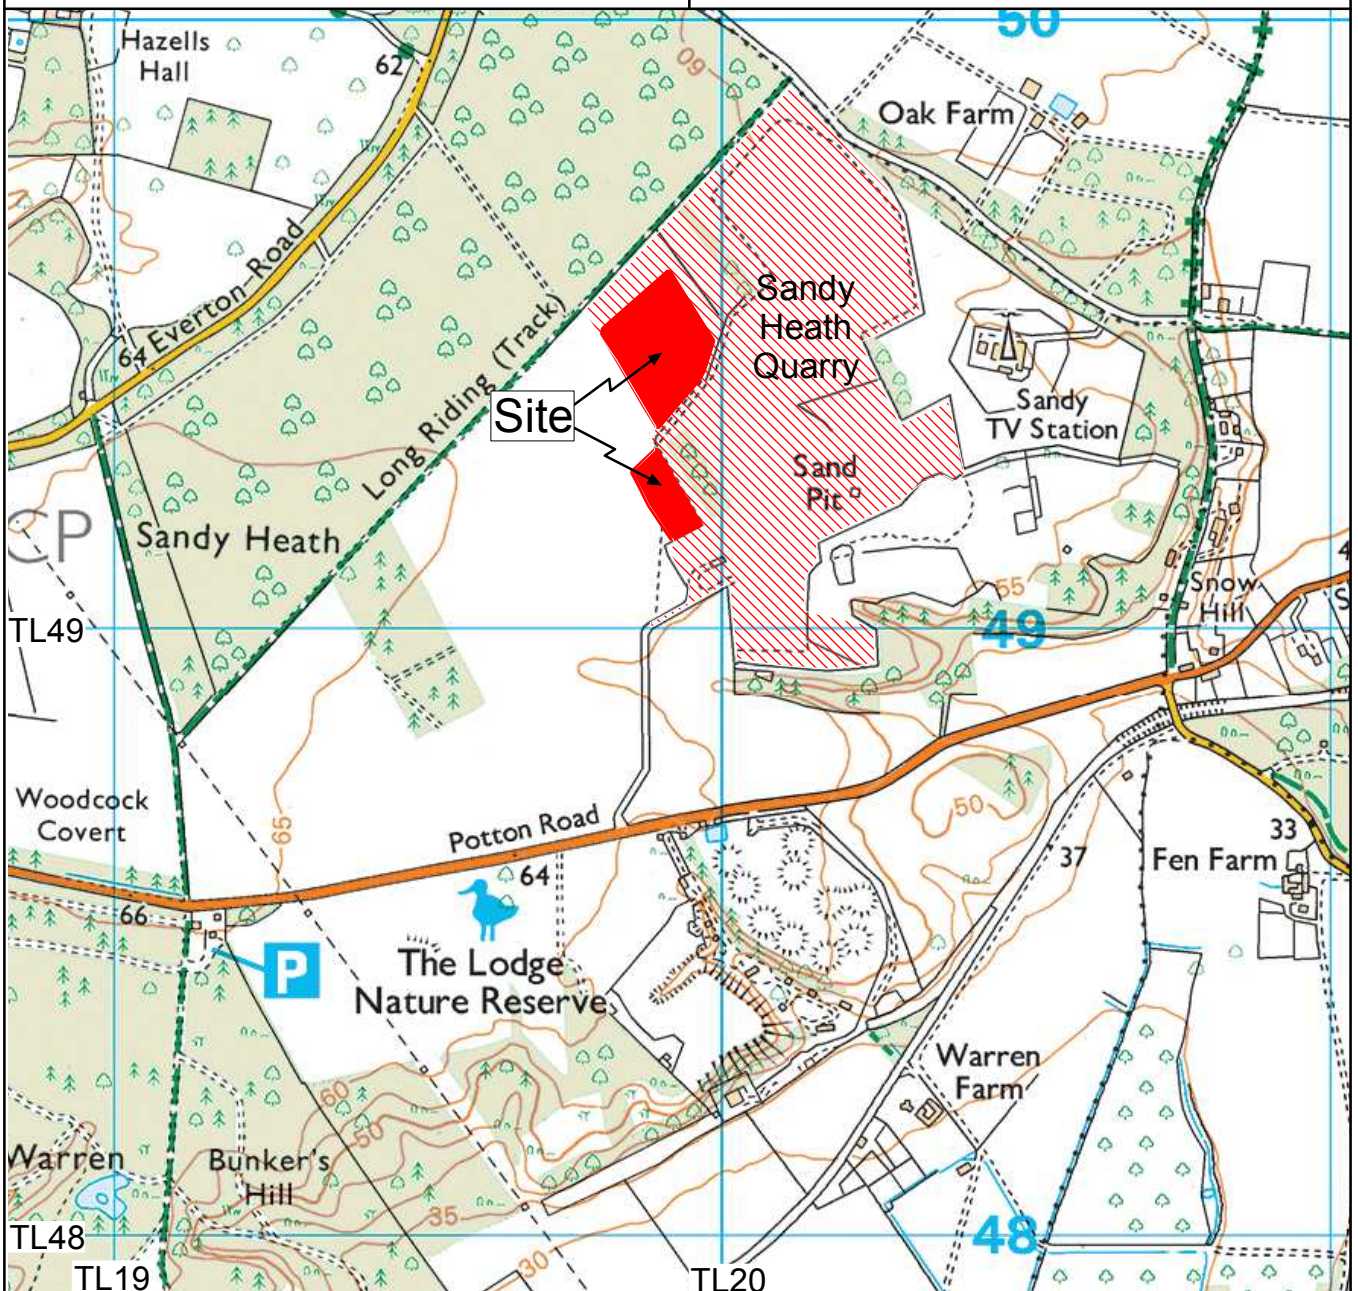 50
Hazells
Hall
62
60
Oak Farm
Everton Road
64
Sandy
Heath
Quarry
Long Riding (Track)
Site
Sandy
TV Station
Sand
Pit
CP
Sandy Heath
55
Snow
Hill
TL49
49
Woodcock
Covert
65
Potton Road
50
33
37
Fen Farm
64
66
P
The Lodge
Nature Reserve
Warren
Farm
60
50
Warren
Bunker's
Hill
35
30
TL48
48
TL19
TL20